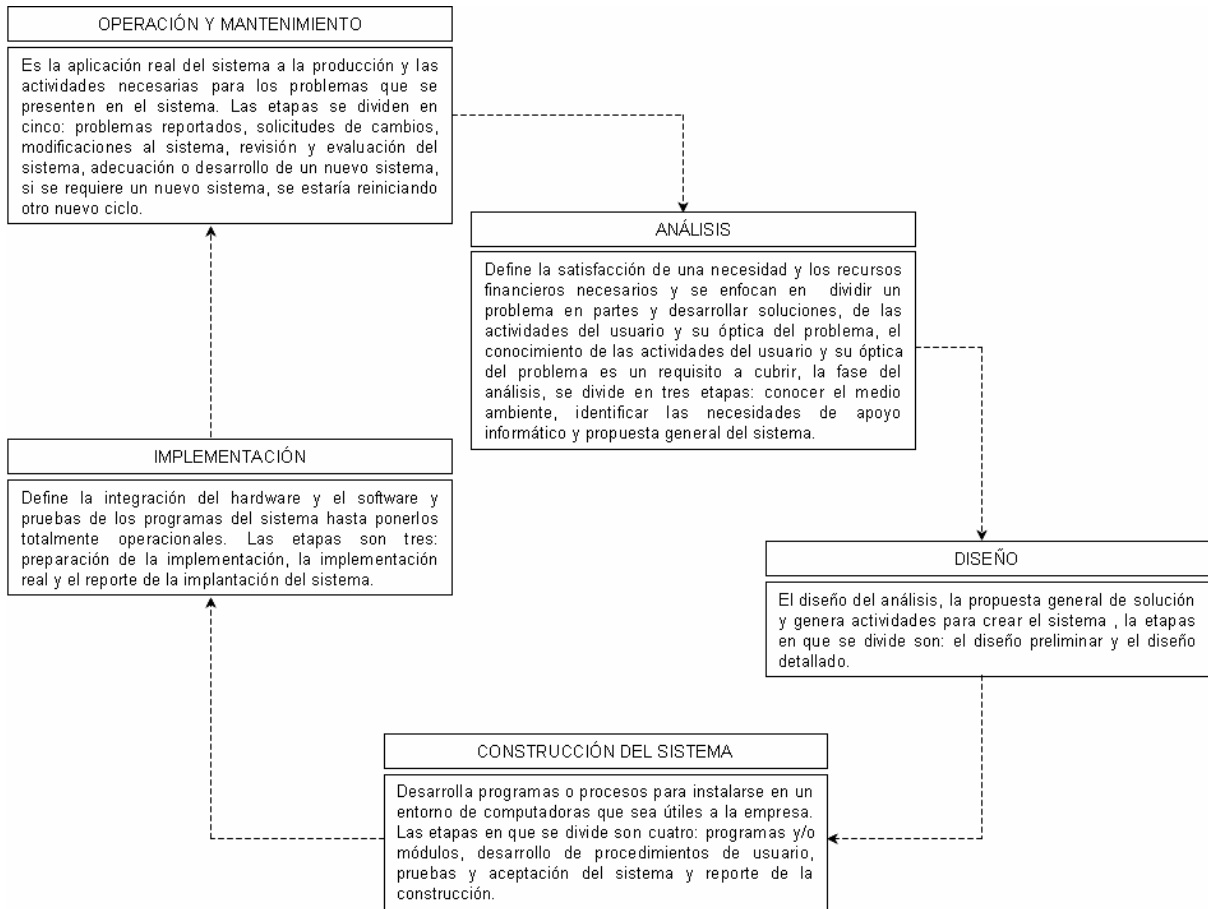 OPERACIÓN Y MANTENIMIENTO
Es la aplicación real del sistema a la producción y las
actividades necesarias para los problemas que se
presenten en el sistema. Las etapas se dividen en
cinco: problemas reportados, solicitudes de cambios,
modificaciones al sistema, revisión y evaluación del
sistema, adecuación o desarrollo de un nuevo sistema,
si se requiere un nuevo sistema, se estaría reiniciando
otro nuevo ciclo.
ANÁLISIS
Define la satisfacción de una necesidad y los recursos
financieros necesarios y se enfocan en dividir un
problema en partes y desarrollar soluciones, de las
actividades del usuario y su óptica del problema, el
conocimiento de las actividades del usuario y su óptica
del problema es un requisito a cubrir, la fase del
análisis, se divide en tres etapas: conocer el medio
ambiente, identificar las necesidades de apoyo
informático y propuesta general del sistema.
IMPLEMENTACIÓN
Define la integración del hardware y el software y
pruebas de los programas del sistema hasta ponerlos
totalmente operacionales. Las etapas son tres:
preparación de la implementación, la implementación
real y el reporte de la implantación del sistema.
DISEÑO
El diseño del análisis, la propuesta general de solución
y genera actividades para crear el sistema , la etapas
en que se divide son: el diseño preliminar y el diseño
detallado.
CONSTRUCCIÓN DEL SISTEMA
Desarrolla programas o procesos para instalarse en un
entorno de computadoras que sea útiles a la empresa.
Las etapas en que se divide son cuatro: programas y/o
módulos, desarrollo de procedimientos de usuario,
pruebas y aceptación del sistema y reporte de la
construcción.